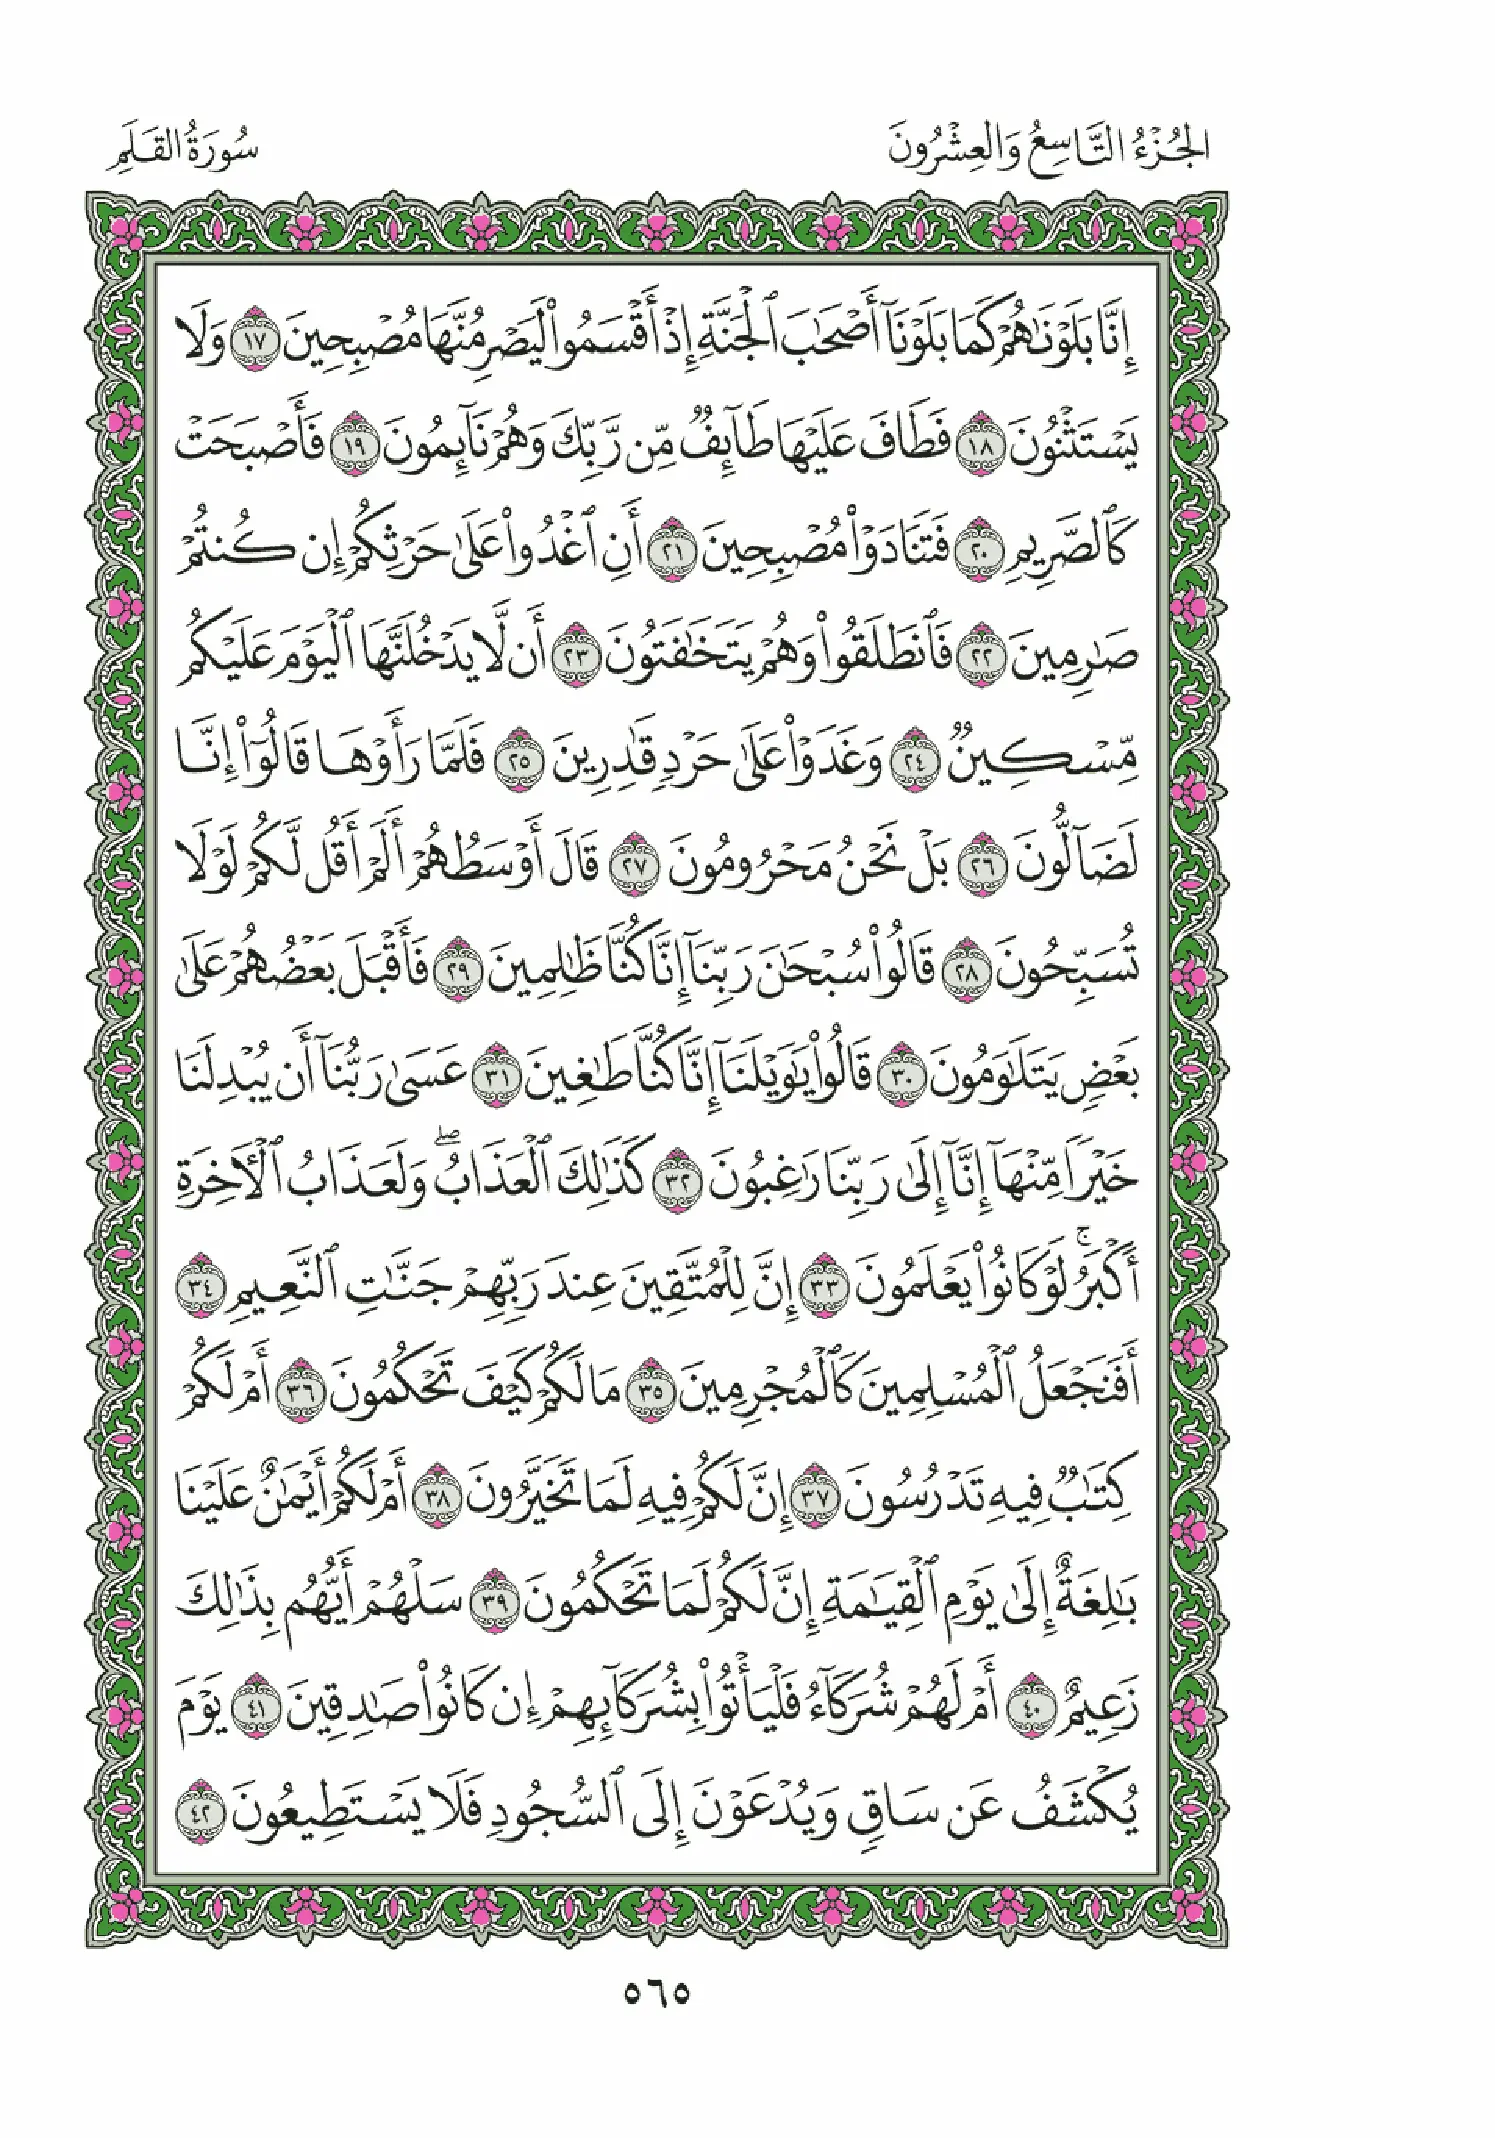 الجُزْءُ التَّاسِعُ وَالعِشْرُونَ
سُورَةُ القَلَمِ
إِنَّا بَلَوْنَٰهُمْ كَمَا بَلَوْنَآ أَصْحَٰبَ ٱلْجَنَّةِ إِذْ أَقْسَمُوا۟ لَيَصْرِمُنَّهَا مُصْبِحِينَ ١٧ وَلَا
يَسْتَثْنُونَ ١٨ فَطَافَ عَلَيْهَا طَآئِفٌ مِّن رَّبِّكَ وَهُمْ نَآئِمُونَ ١٩ فَأَصْبَحَتْ
كَٱلصَّرِيمِ ٢٠ فَتَنَادَوْا۟ مُصْبِحِينَ ٢١ أَنِ ٱغْدُوا۟ عَلَىٰ حَرْثِكُمْ إِن كُنتُمْ
صَٰرِمِينَ ٢٢ فَٱنطَلَقُوا۟ وَهُمْ يَتَخَٰفَتُونَ ٢٣ أَن لَّا يَدْخُلَنَّهَا ٱلْيَوْمَ عَلَيْكُم
مِّسْكِينٌ ٢٤ وَغَدَوْا۟ عَلَىٰ حَرْدٍ قَٰدِرِينَ ٢٥ فَلَمَّا رَأَوْهَا قَالُوٓا۟ إِنَّا
لَضَآلُّونَ ٢٦ بَلْ نَحْنُ مَحْرُومُونَ ٢٧ قَالَ أَوْسَطُهُمْ أَلَمْ أَقُل لَّكُمْ لَوْلَا
تُسَبِّحُونَ ٢٨ قَالُوا۟ سُبْحَٰنَ رَبِّنَآ إِنَّا كُنَّا ظَٰلِمِينَ ٢٩ فَأَقْبَلَ بَعْضُهُمْ عَلَىٰ
بَعْضٍ يَتَلَٰوَمُونَ ٣٠ قَالُوا۟ يَٰوَيْلَنَآ إِنَّا كُنَّا طَٰغِينَ ٣١ عَسَىٰ رَبُّنَآ أَن يُبْدِلَنَا
خَيْرًا مِّنْهَآ إِنَّآ إِلَىٰ رَبِّنَا رَٰغِبُونَ ٣٢ كَذَٰلِكَ ٱلْعَذَابُ ۖ وَلَعَذَابُ ٱلْءَاخِرَةِ
أَكْبَرُ ۚ لَوْ كَانُوا۟ يَعْلَمُونَ ٣٣ إِنَّ لِلْمُتَّقِينَ عِندَ رَبِّهِمْ جَنَّٰتِ ٱلنَّعِيمِ ٣٤
أَفَنَجْعَلُ ٱلْمُسْلِمِينَ كَٱلْمُجْرِمِينَ ٣٥ مَا لَكُمْ كَيْفَ تَحْكُمُونَ ٣٦ أَمْ لَكُمْ
كِتَٰبٌ فِيهِ تَدْرُسُونَ ٣٧ إِنَّ لَكُمْ فِيهِ لَمَا تَخَيَّرُونَ ٣٨ أَمْ لَكُمْ أَيْمَٰنٌ عَلَيْنَا
بَٰلِغَةٌ إِلَىٰ يَوْمِ ٱلْقِيَٰمَةِ إِنَّ لَكُمْ لَمَا تَحْكُمُونَ ٣٩ سَلْهُمْ أَيُّهُم بِذَٰلِكَ
زَعِيمٌ ٤٠ أَمْ لَهُمْ شُرَكَآءُ فَلْيَأْتُوا۟ بِشُرَكَآئِهِمْ إِن كَانُوا۟ صَٰدِقِينَ ٤١ يَوْمَ
يُكْشَفُ عَن سَاقٍ وَيُدْعَوْنَ إِلَى ٱلسُّجُودِ فَلَا يَسْتَطِيعُونَ ٤٢
٥٦٥